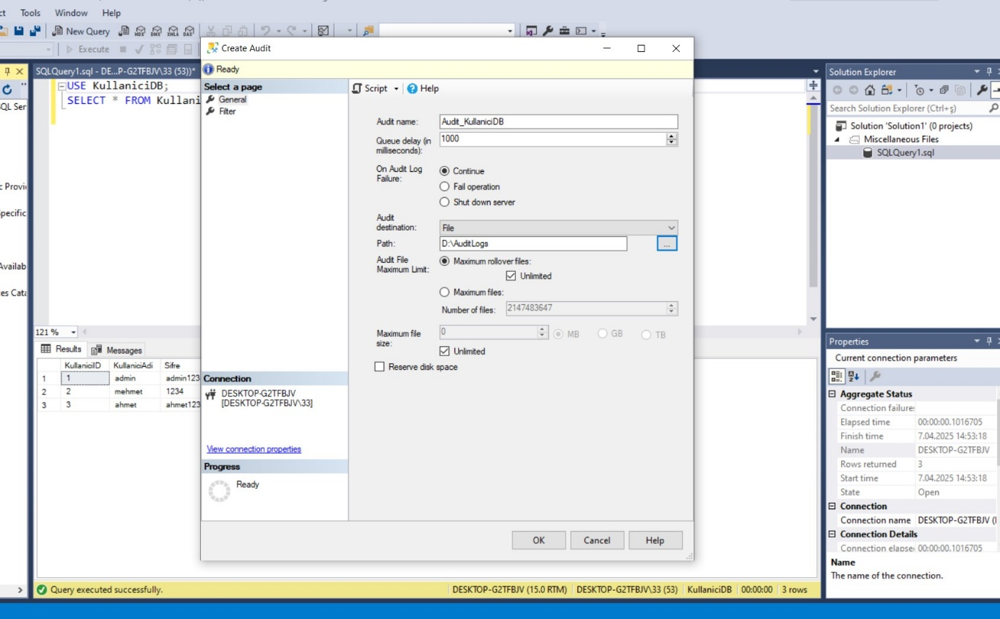 ct Tools Window Help
New Query MDX DMX XMLA DAX
Execute
SQLQuery1.sql - DE...P-G2TFBJV\33 (53))*
USE KullaniciDB;
SELECT * FROM Kullani
QL Ser
c Provi
Specific
Availab
es Cata
121 %
Results Messages
KullaniciID KullaniciAdi Sifre
1 1 admin admin123
2 2 mehmet 1234
3 3 ahmet ahmet123
Query executed successfully.
DESKTOP-G2TFBJV (15.0 RTM) DESKTOP-G2TFBJV\33 (53) KullaniciDB 00:00:00 3 rows
Create Audit
Ready
Select a page
General
Filter
Script Help
Audit name: Audit_KullaniciDB
Queue delay (in 1000
milliseconds):
On Audit Log Continue
Failure:
Fail operation
Shut down server
Audit
destination: File
Path: D:\AuditLogs ...
Audit File Maximum rollover files:
Maximum Limit:
Unlimited
Maximum files:
Number of files: 2147483647
Maximum file 0 MB GB TB
size:
Unlimited
Reserve disk space
Connection
DESKTOP-G2TFBJV
[DESKTOP-G2TFBJV\33]
View connection properties
Progress
Ready
OK Cancel Help
Solution Explorer
Search Solution Explorer (Ctrl+ş)
Solution 'Solution1' (0 projects)
Miscellaneous Files
SQLQuery1.sql
Properties
Current connection parameters
Aggregate Status
Connection failures
Elapsed time 00:00:00.1016705
Finish time 7.04.2025 14:53:18
Name DESKTOP-G2TFBJV
Rows returned 3
Start time 7.04.2025 14:53:18
State Open
Connection
Connection name DESKTOP-G2TFBJV (
Connection Details
Connection elapse 00:00:00.1016705
Name
The name of the connection.